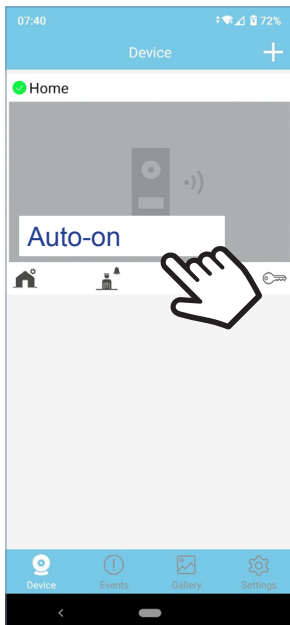 07:40 72%
Device +
Home
Auto-on
Device Events Gallery Settings